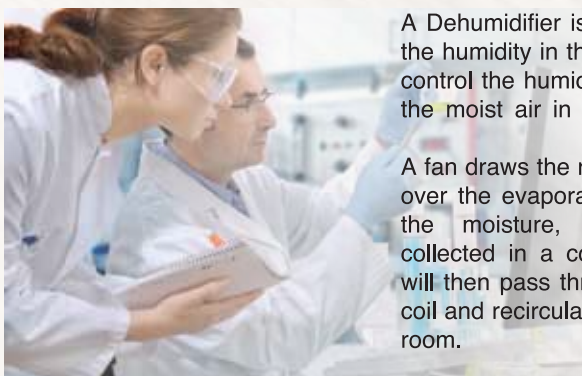 A Dehumidifier is
the humidity in th
control the humid
the moist air in
A fan draws the r
over the evapora
the moisture,
collected in a co
will then pass thr
coil and recircula
room.